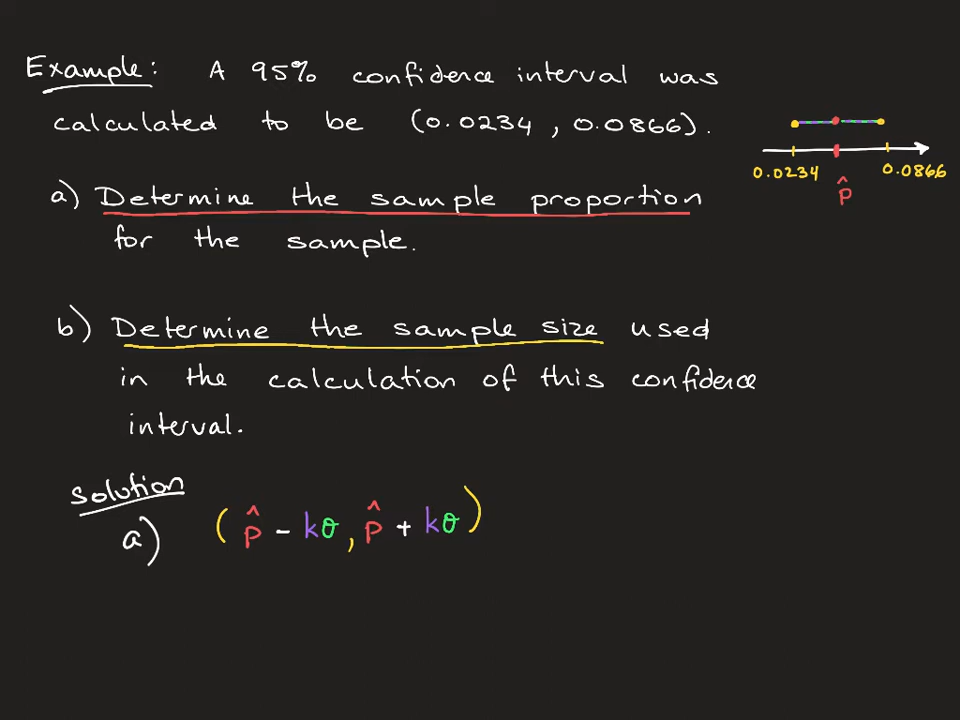 Example: A 95% confidence interval was
calculated to be (0.0234, 0.0866).
0.0234 0.0866
p̂
a) Determine the sample proportion
for the sample.
b) Determine the sample size used
in the calculation of this confidence
interval.
Solution
a) (p̂ - kσ, p̂ + kσ)